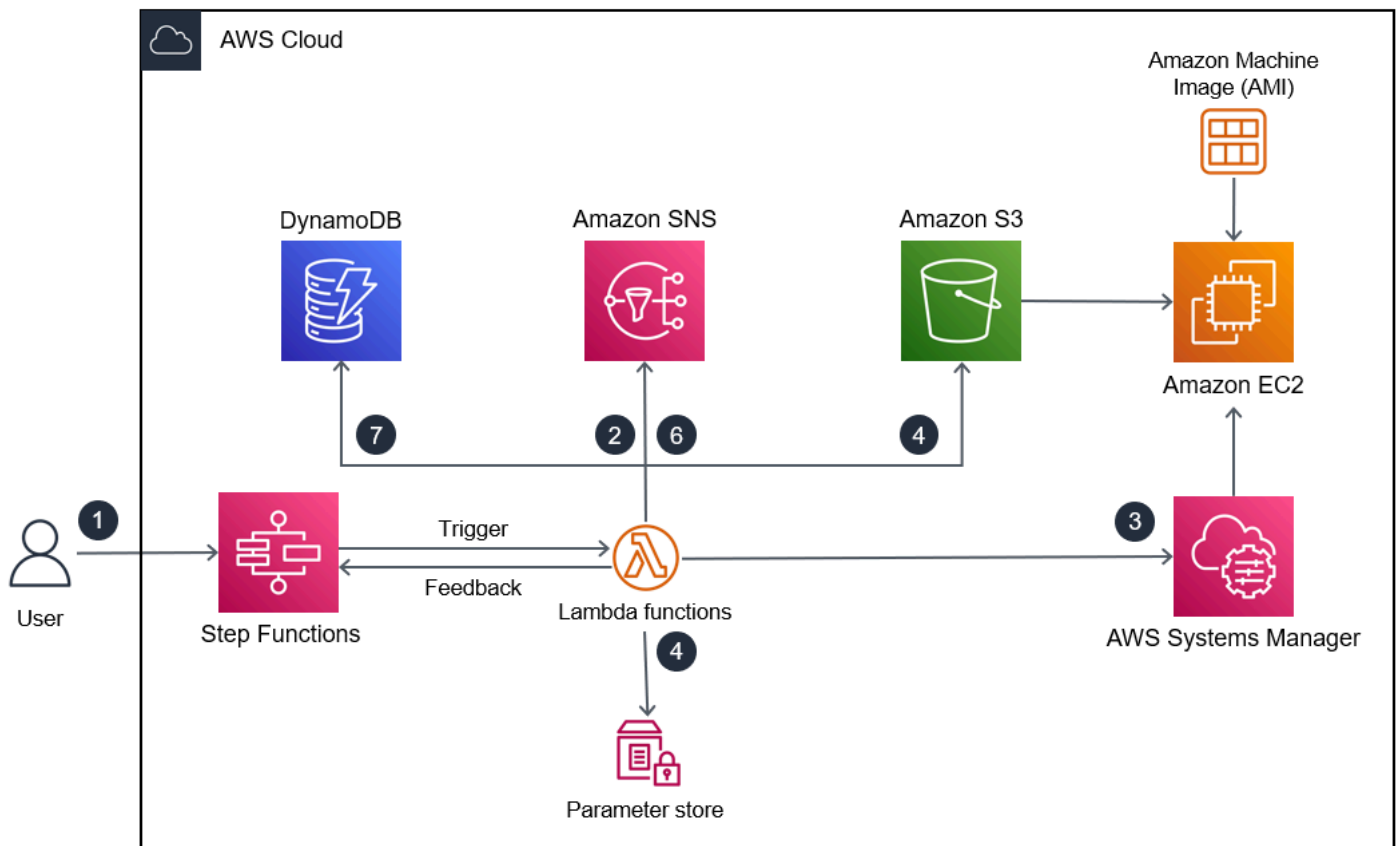 AWS Cloud
Amazon Machine
Image (AMI)
DynamoDB
Amazon SNS
Amazon S3
Amazon EC2
7
2
6
4
1
Trigger
3
Feedback
User
Step Functions
Lambda functions
AWS Systems Manager
4
Parameter store